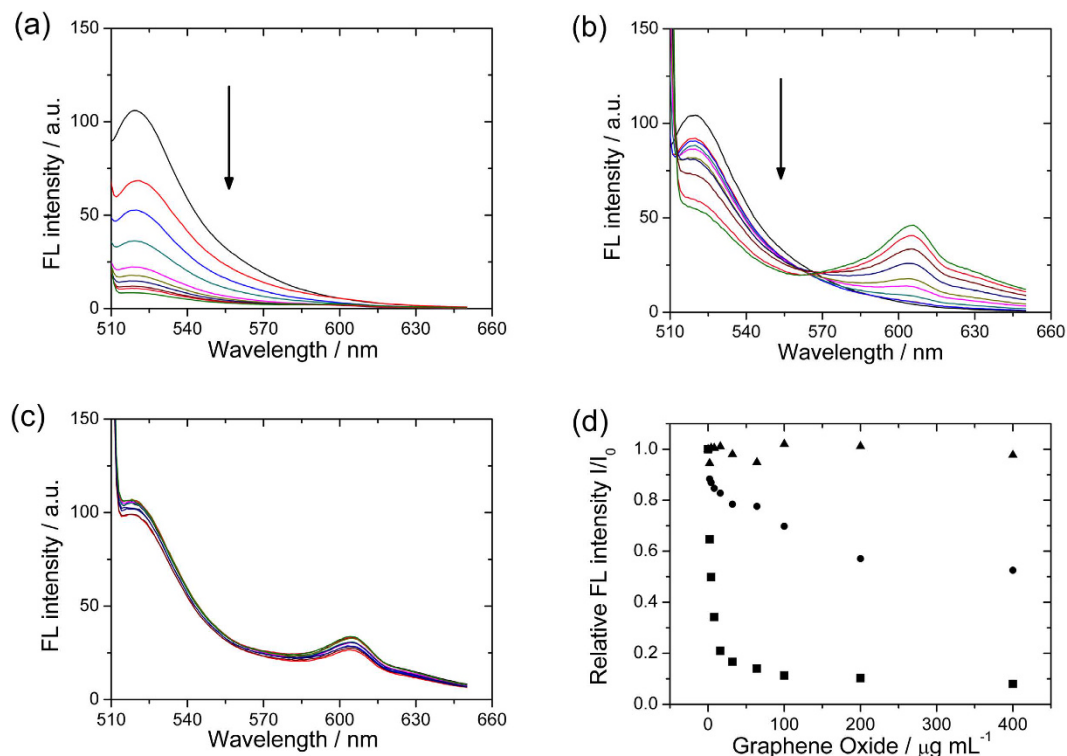 (a)
150
100
50
0
FL intensity / a.u.
510 540 570 600 630 660
Wavelength / nm
(b)
150
100
50
0
FL intensity / a.u.
510 540 570 600 630 660
Wavelength / nm
(c)
150
100
50
0
FL intensity / a.u.
510 540 570 600 630 660
Wavelength / nm
(d)
1.0
0.8
0.6
0.4
0.2
0.0
Relative FL intensity I/I₀
0 100 200 300 400
Graphene Oxide / μg mL⁻¹